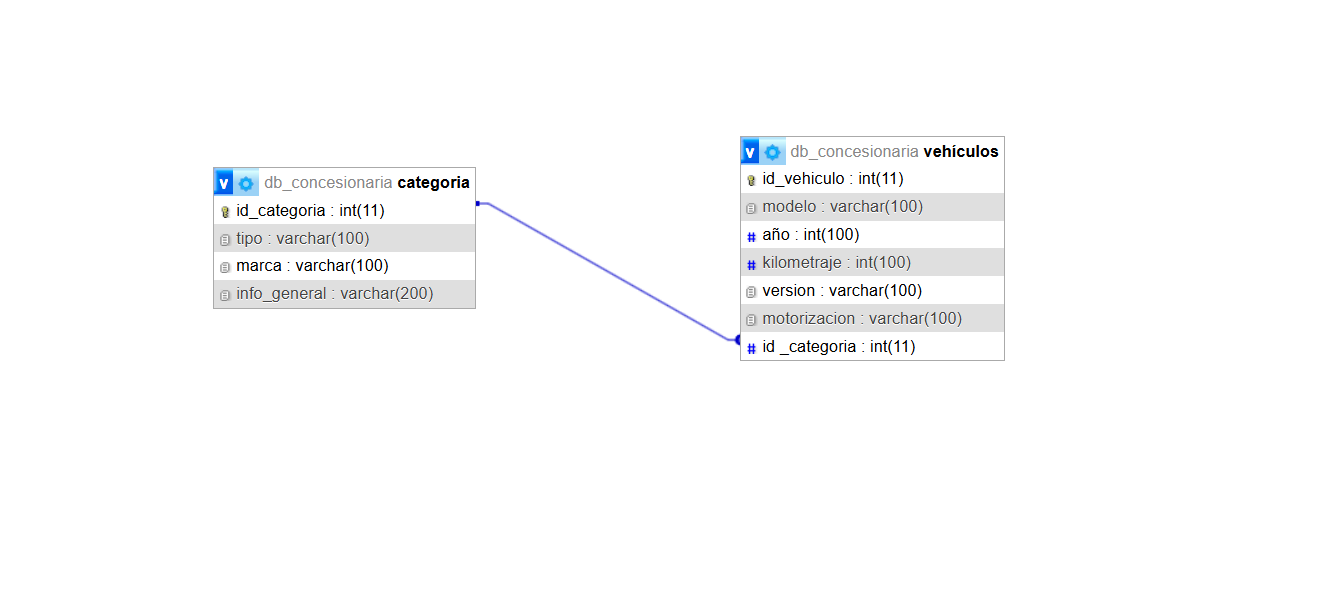 v db_concesionaria categoria
id_categoria : int(11)
tipo : varchar(100)
marca : varchar(100)
info_general : varchar(200)
v db_concesionaria vehículos
id_vehiculo : int(11)
modelo : varchar(100)
# año : int(100)
# kilometraje : int(100)
version : varchar(100)
motorizacion : varchar(100)
# id _categoria : int(11)